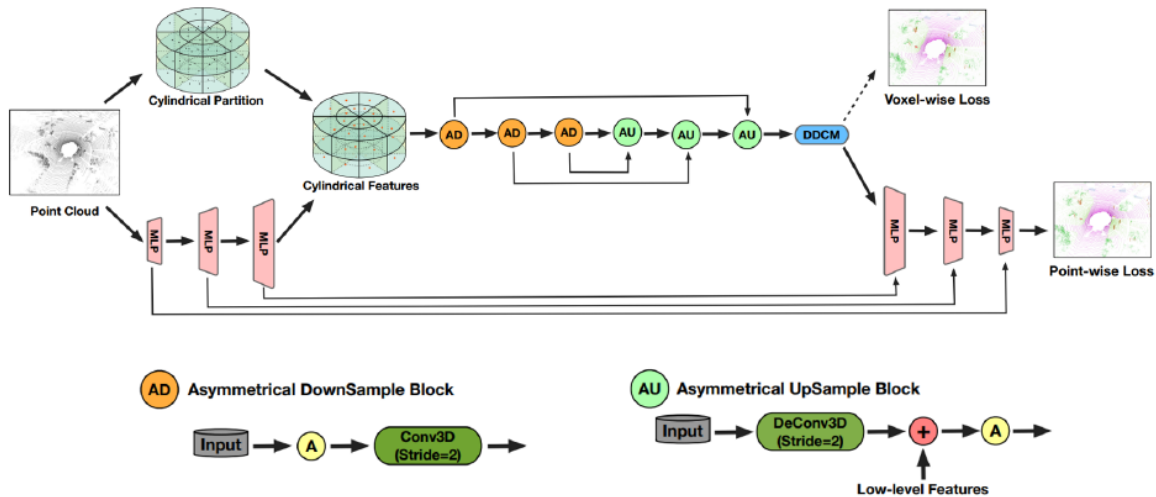 Cylindrical Partition
Voxel-wise Loss
AD
AD
AD
AU
AU
AU
DDCM
Cylindrical Features
Point Cloud
MLP
MLP
MLP
MLP
MLP
MLP
Point-wise Loss
AD
Asymmetrical DownSample Block
Input
A
Conv3D
(Stride=2)
AU
Asymmetrical UpSample Block
Input
DeConv3D
(Stride=2)
+
A
Low-level Features